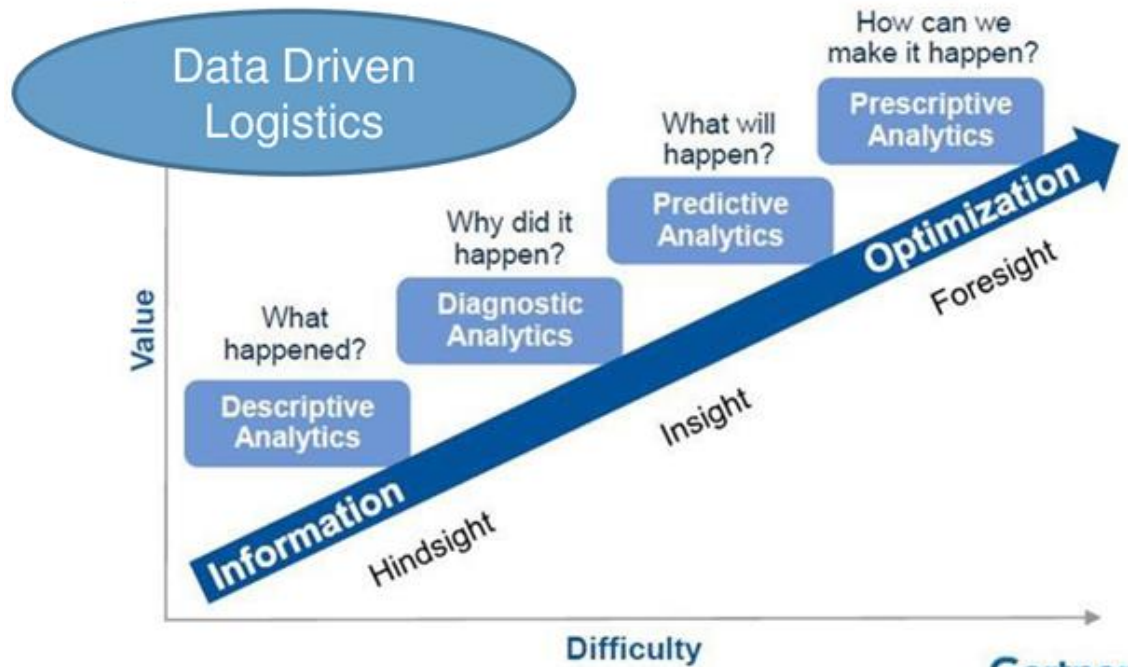 Data Driven
Logistics
How can we
make it happen?
Prescriptive
Analytics
What will
happen?
Predictive
Analytics
Why did it
happen?
Diagnostic
Analytics
What
happened?
Descriptive
Analytics
Value
Information
Optimization
Hindsight
Insight
Foresight
Difficulty